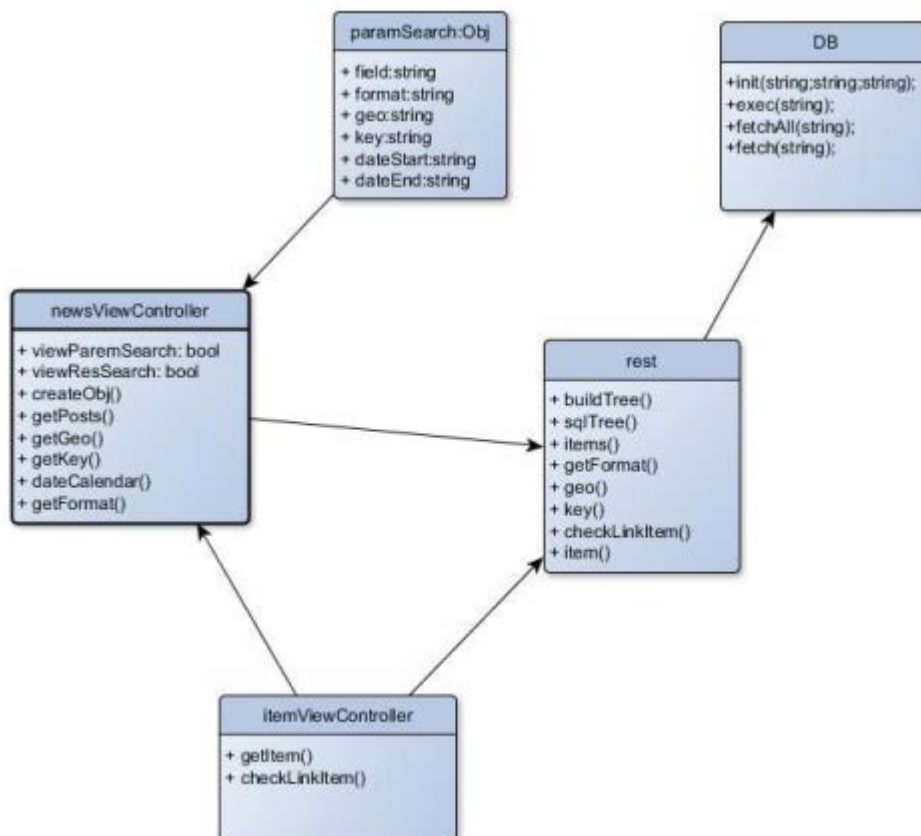 paramSearch:Obj
+ field:string
+ format:string
+ geo:string
+ key:string
+ dateStart:string
+ dateEnd:string
DB
+init(string;string;string);
+exec(string);
+fetchAll(string);
+fetch(string);
newsViewController
+ viewParemSearch: bool
+ viewResSearch: bool
+ createObj()
+ getPosts()
+ getGeo()
+ getKey()
+ dateCalendar()
+ getFormat()
rest
+ buildTree()
+ sqlTree()
+ items()
+ getFormat()
+ geo()
+ key()
+ checkLinkItem()
+ item()
itemViewController
+ getItem()
+ checkLinkItem()